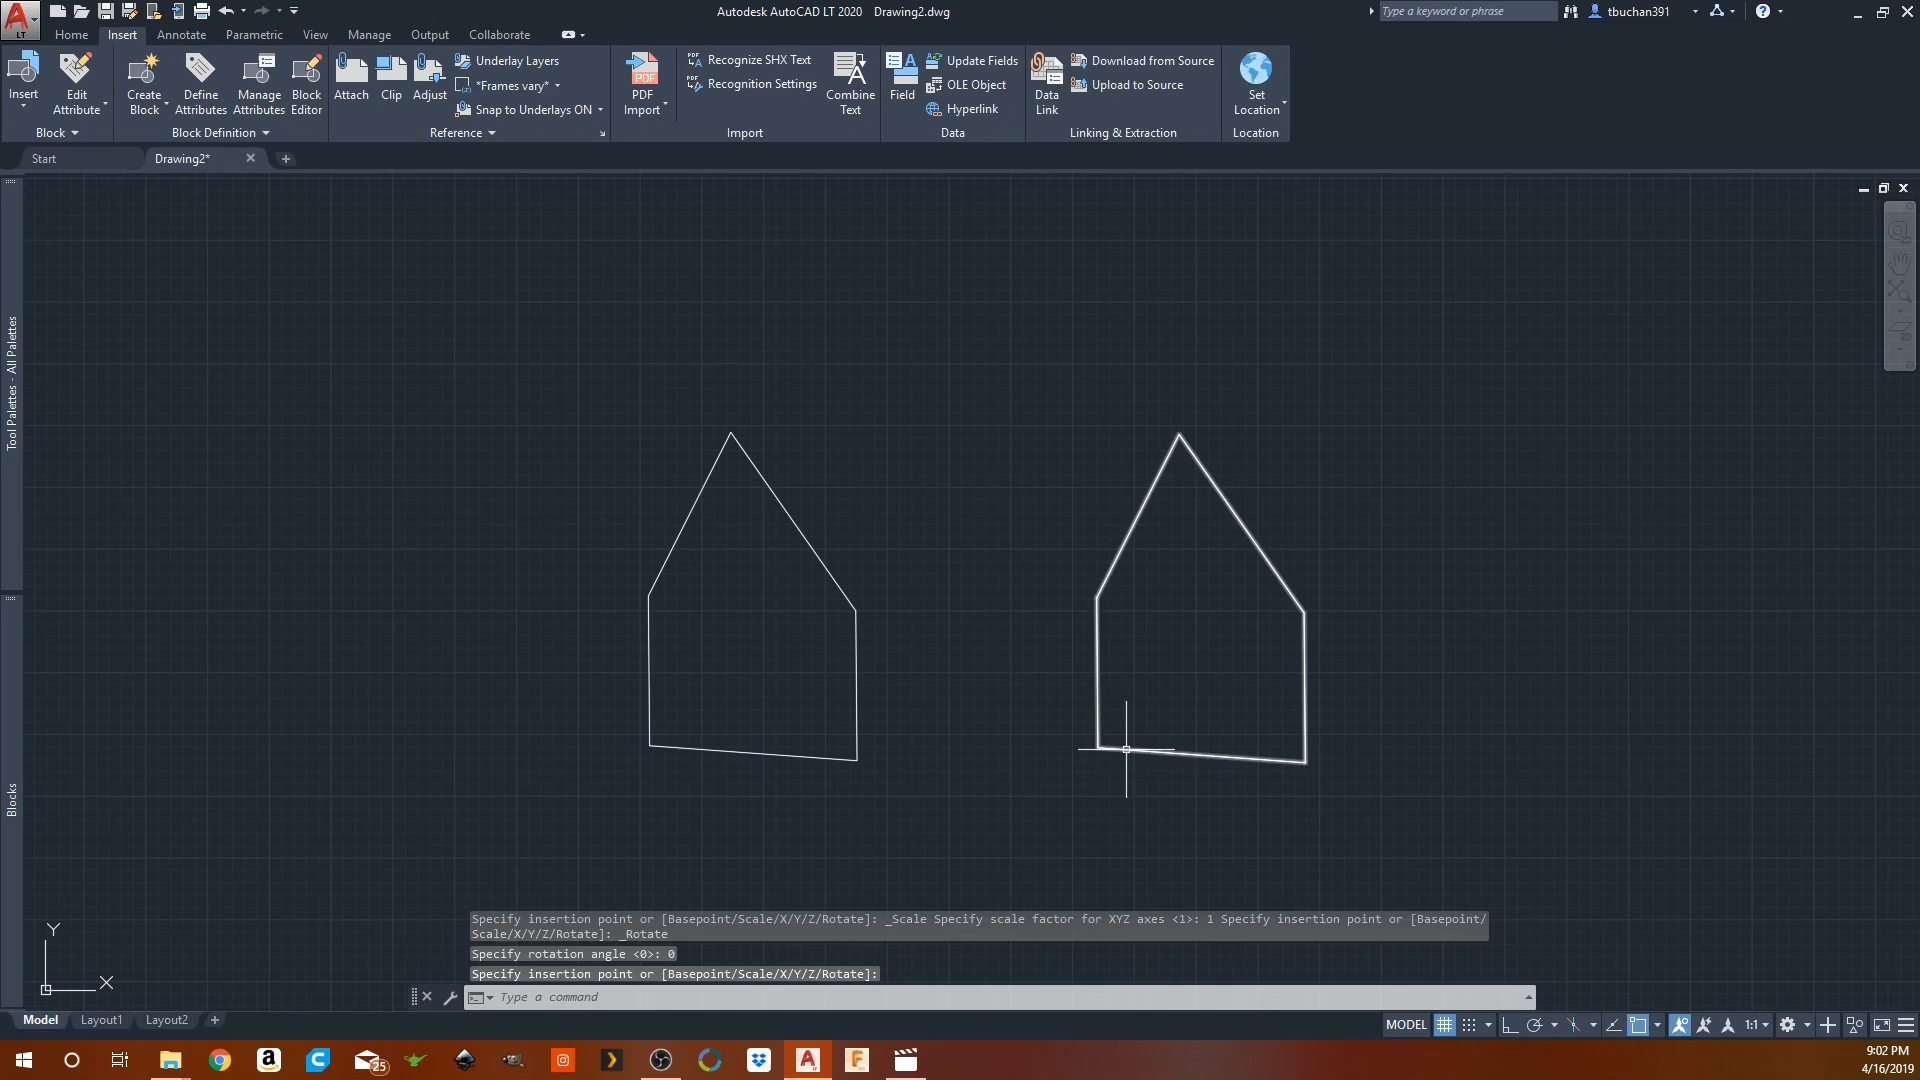 Autodesk AutoCAD LT 2020 Drawing2.dwg
Type a keyword or phrase
tbuchan391
LT
Home Insert Annotate Parametric View Manage Output Collaborate
Insert
Edit
Attribute
Block
Create
Block
Define
Attributes
Manage
Attributes
Block
Editor
Block Definition
Attach
Clip
Adjust
Underlay Layers
*Frames vary*
Snap to Underlays ON
Reference
PDF
PDF
Import
Recognize SHX Text
Recognition Settings
Combine
Text
Import
Field
Update Fields
OLE Object
Hyperlink
Data
Data
Link
Download from Source
Upload to Source
Linking & Extraction
Set
Location
Location
Start
Drawing2*
Tool Palettes - All Palettes
Blocks
Y
X
Specify insertion point or [Basepoint/Scale/X/Y/Z/Rotate]: _Scale Specify scale factor for XYZ axes <1>: 1 Specify insertion point or [Basepoint/
Scale/X/Y/Z/Rotate]: _Rotate
Specify rotation angle <0>: 0
Specify insertion point or [Basepoint/Scale/X/Y/Z/Rotate]:
Type a command
Model Layout1 Layout2
MODEL
1:1
25
9:02 PM
4/16/2019